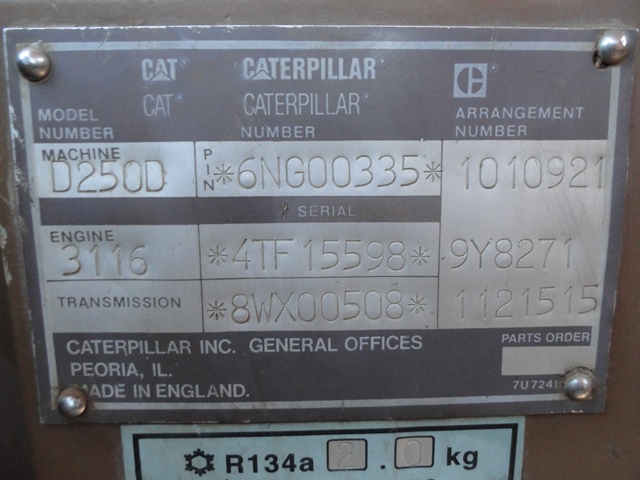 CAT® CATERPILLAR®
CAT® CATERPILLAR® C
MODEL NUMBER NUMBER ARRANGEMENT NUMBER
MACHINE D250D PIN *6NG00335* 1010921
SERIAL
ENGINE 3116 *4TF15598* 9Y8271
TRANSMISSION *8WX00508* 1121515
CATERPILLAR INC. GENERAL OFFICES PARTS ORDER
PEORIA, IL.
MADE IN ENGLAND. 7U7241
R134a 2.0 kg